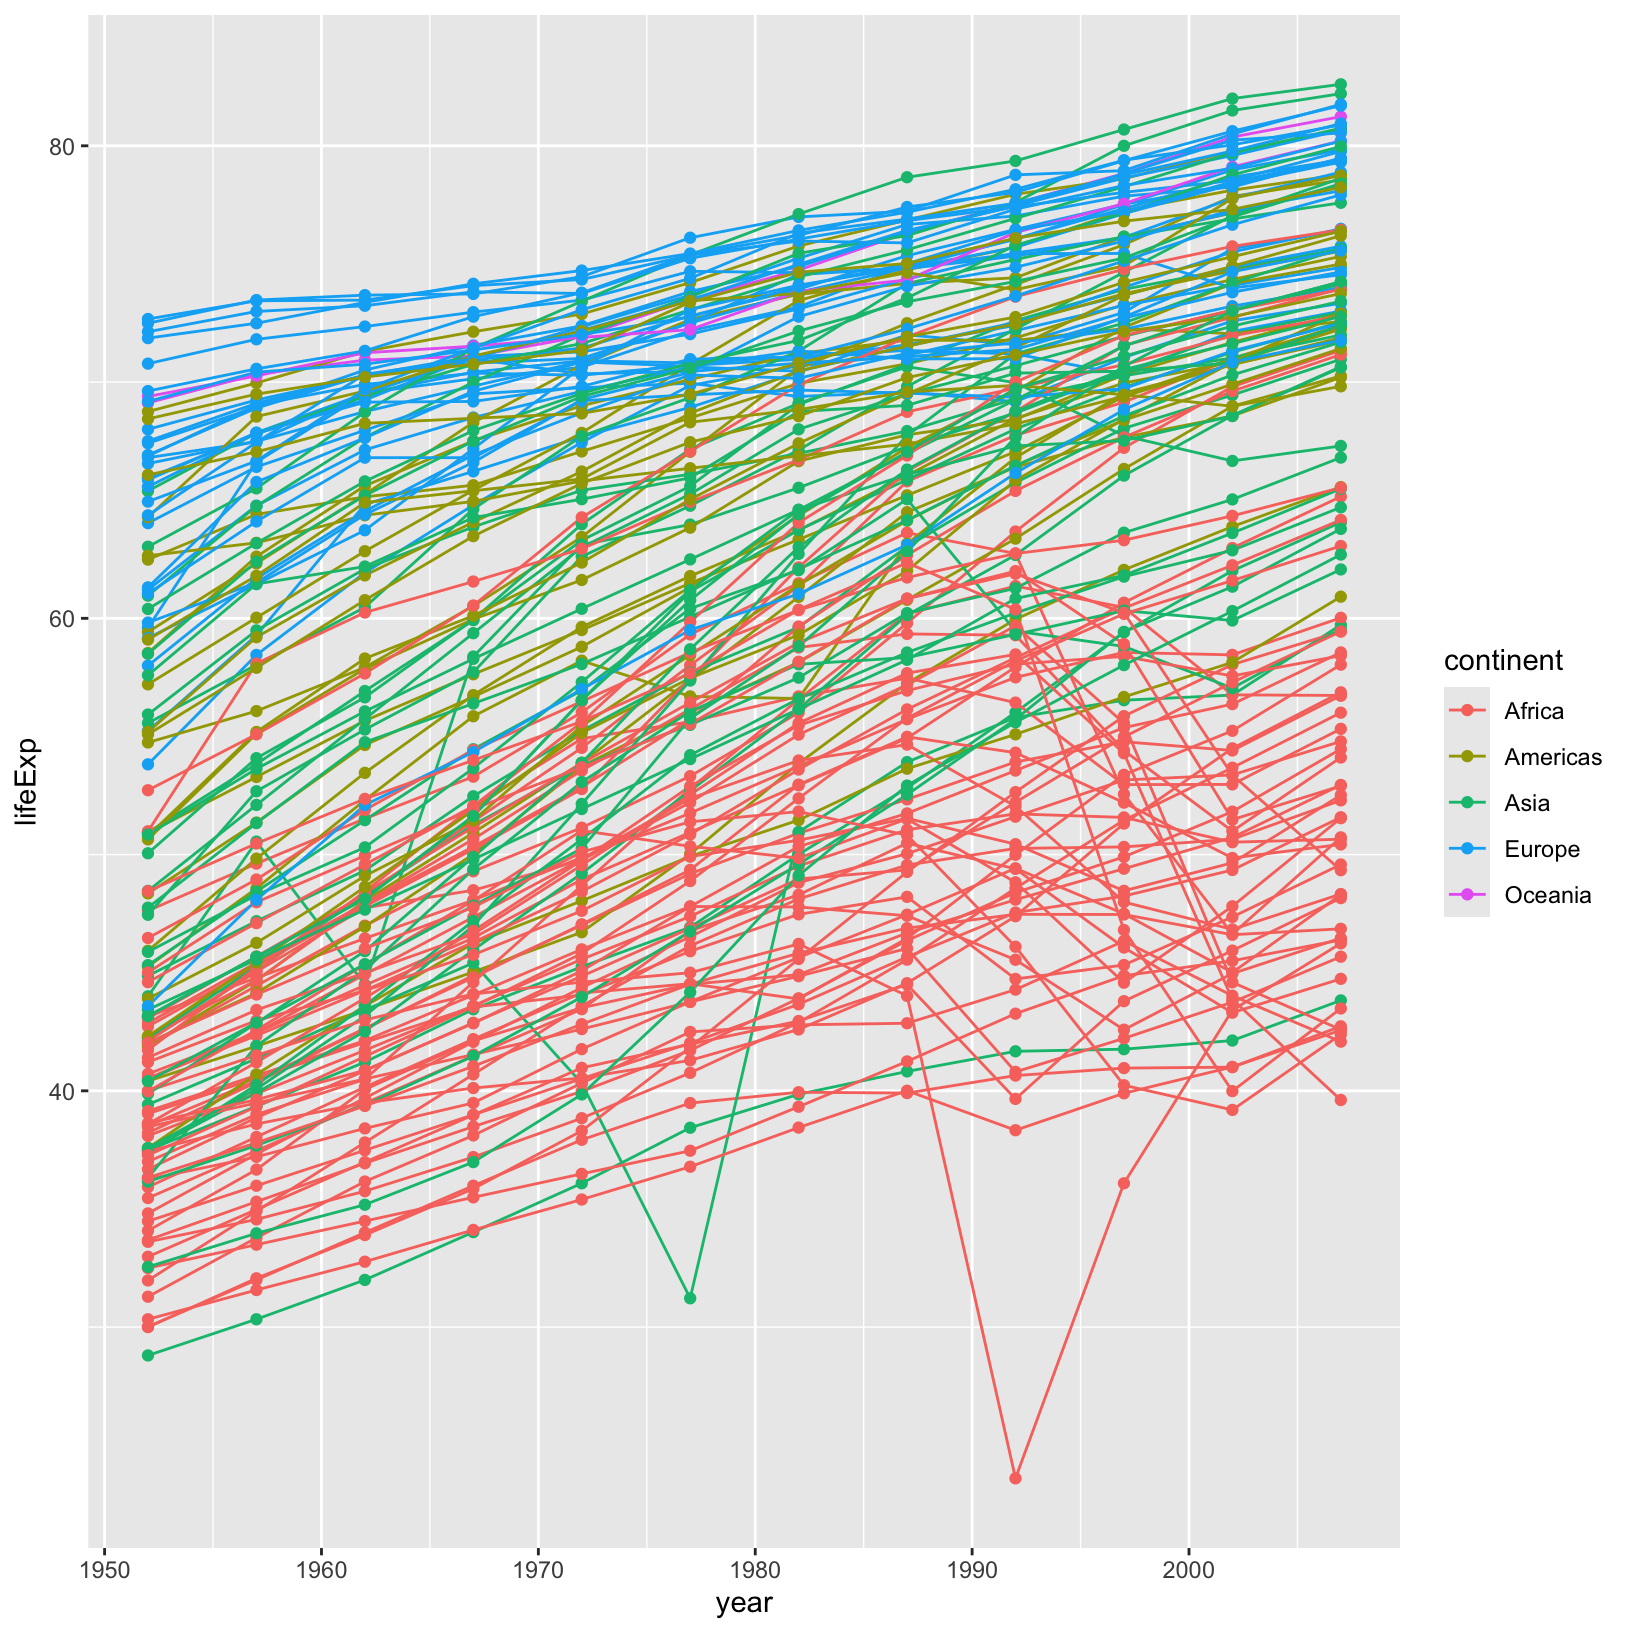 lifeExp
80
60
40
1950 1960 1970 1980 1990 2000
year
continent
Africa
Americas
Asia
Europe
Oceania